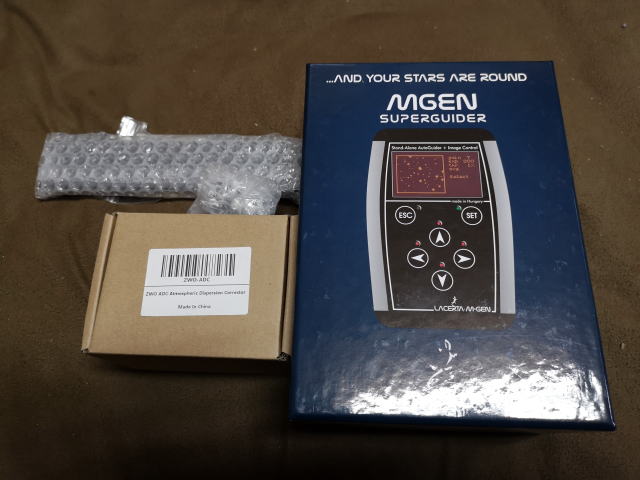 ...AND YOUR STARS ARE ROUND
MGEN
SUPERGUIDER
Stand-Alone AutoGuider + Image Control
made in Hungary
ESC
SET
LACERTA M-GEN
ZWO-ADC
ZWO ADC Atmospheric Dispersion Corrector
Made In China